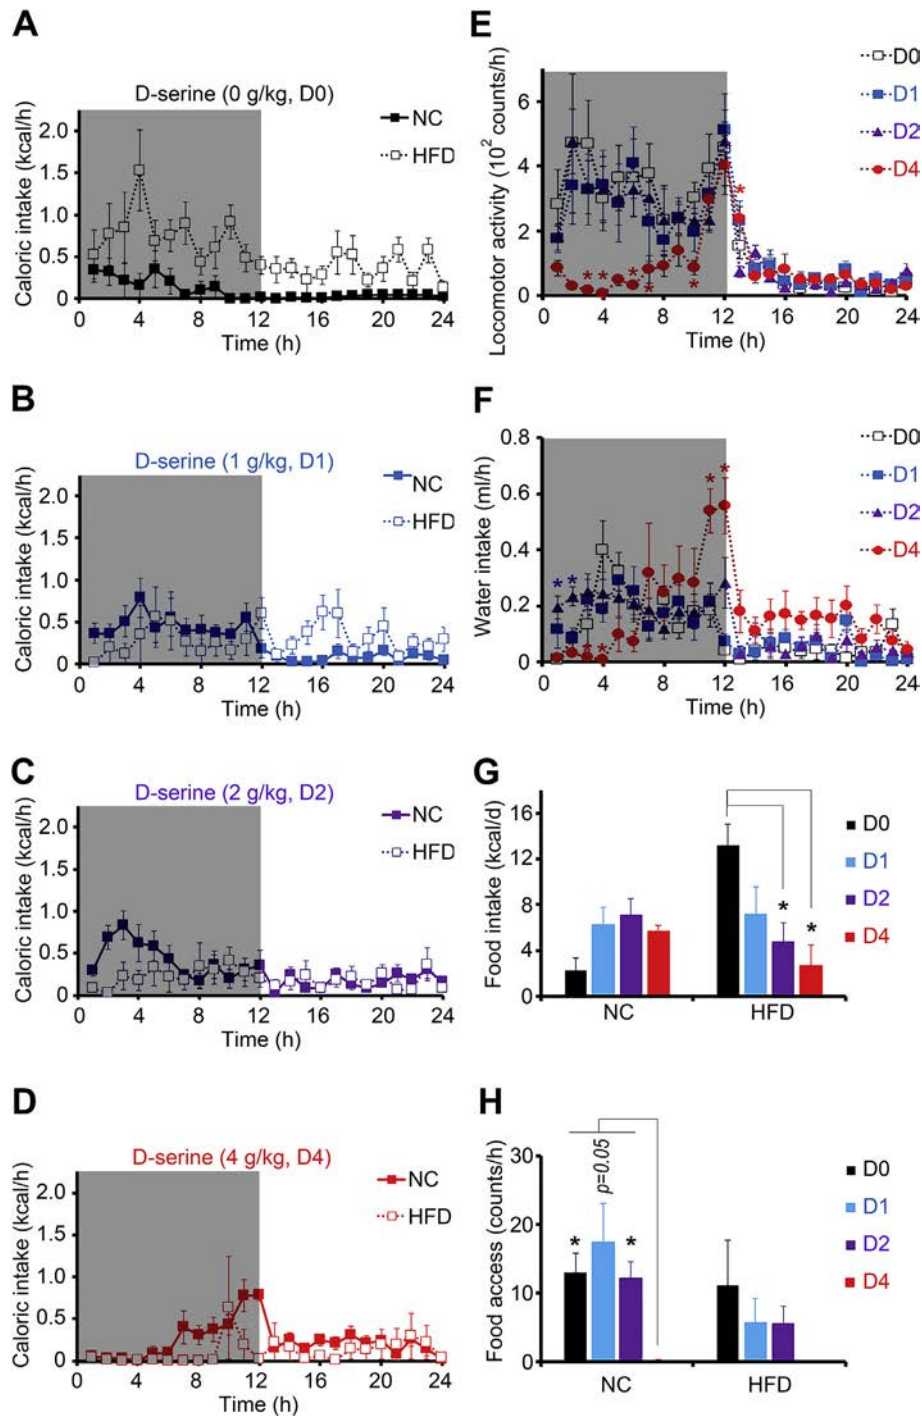 A
D-serine (0 g/kg, D0)
NC
HFD
Caloric intake (kcal/h)
2.0
1.5
1.0
0.5
0
0 4 8 12 16 20 24
Time (h)
B
D-serine (1 g/kg, D1)
NC
HFD
Caloric intake (kcal/h)
2.0
1.5
1.0
0.5
0
0 4 8 12 16 20 24
Time (h)
C
D-serine (2 g/kg, D2)
NC
HFD
Caloric intake (kcal/h)
2.0
1.5
1.0
0.5
0
0 4 8 12 16 20 24
Time (h)
D
D-serine (4 g/kg, D4)
NC
HFD
Caloric intake (kcal/h)
2.0
1.5
1.0
0.5
0
0 4 8 12 16 20 24
Time (h)
E
D0
D1
D2
D4
Locomotor activity (10² counts/h)
6
4
2
0
* * * * * *
0 4 8 12 16 20 24
Time (h)
F
D0
D1
D2
D4
Water intake (ml/h)
0.8
0.6
0.4
0.2
0
* * * * * *
0 4 8 12 16 20 24
Time (h)
G
D0
D1
D2
D4
Food intake (kcal/d)
16
12
8
4
0
* *
NC HFD
H
D0
D1
D2
D4
Food access (counts/h)
30
20
10
0
p=0.05
* *
NC HFD